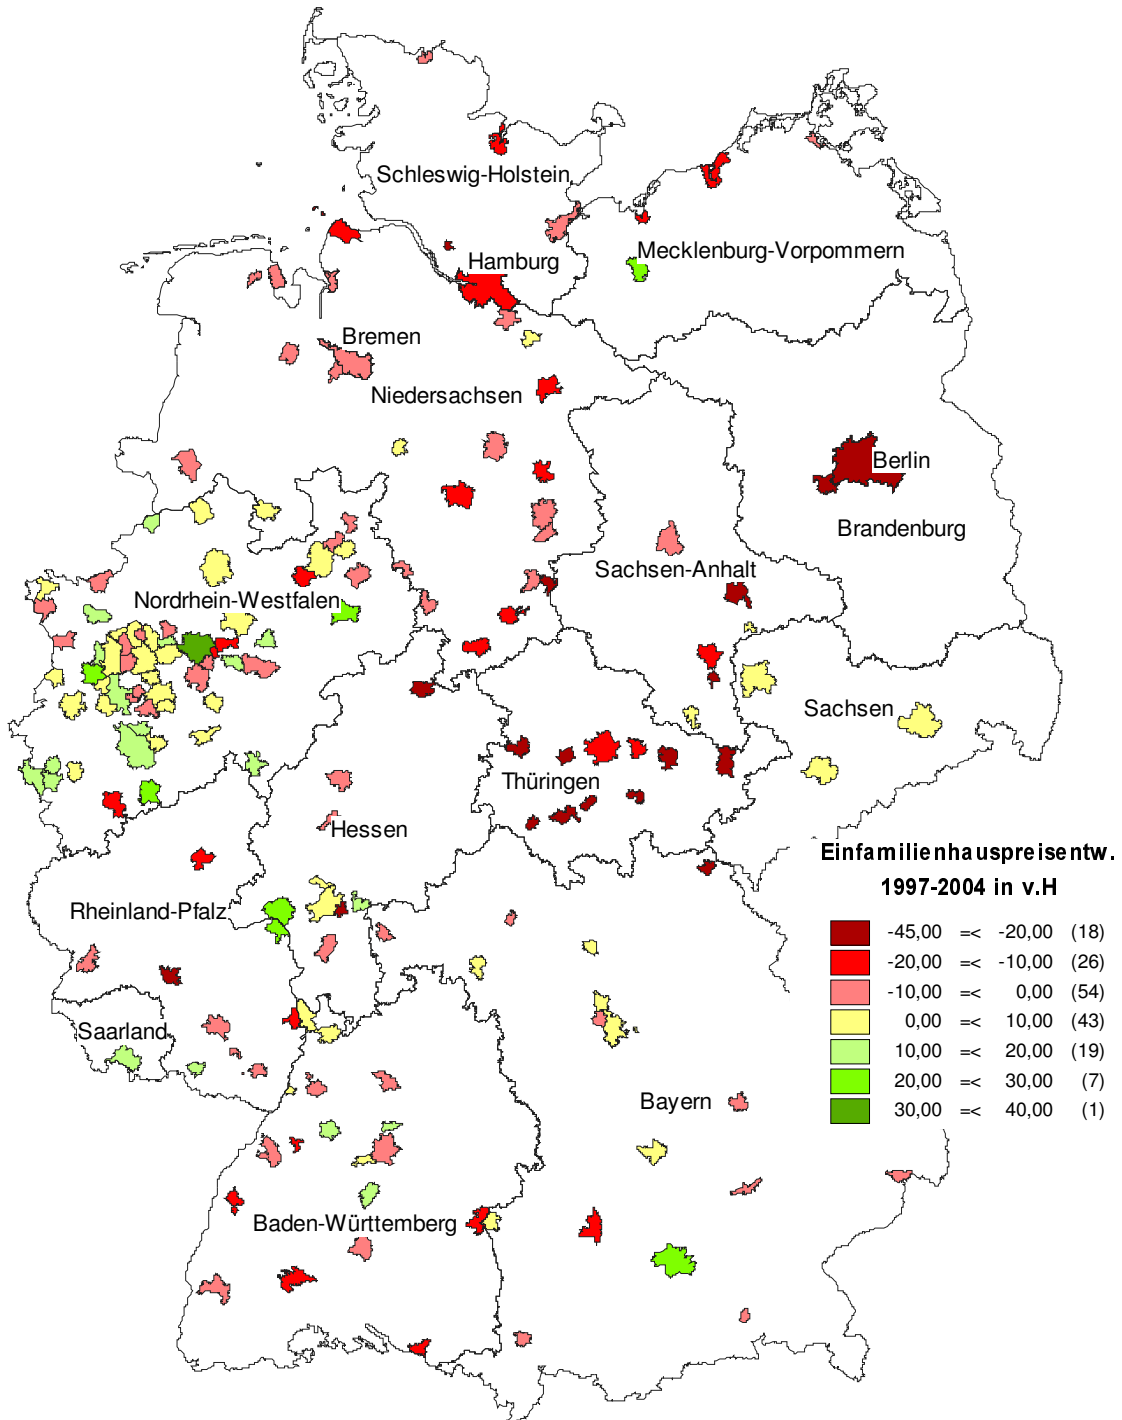 Schleswig-Holstein
Hamburg
Mecklenburg-Vorpommern
Bremen
Niedersachsen
Berlin
Brandenburg
Sachsen-Anhalt
Nordrhein-Westfalen
Sachsen
Thüringen
Hessen
Rheinland-Pfalz
Saarland
Bayern
Baden-Württemberg
Einfamilienhauspreisentw.
1997-2004 in v.H
-45,00 =< -20,00 (18)
-20,00 =< -10,00 (26)
-10,00 =< 0,00 (54)
0,00 =< 10,00 (43)
10,00 =< 20,00 (19)
20,00 =< 30,00 (7)
30,00 =< 40,00 (1)